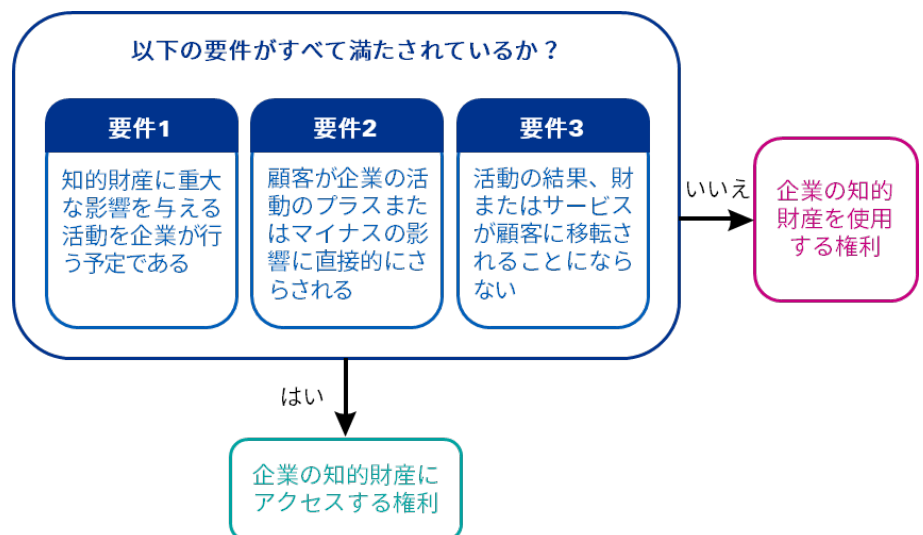 以下の要件がすべて満たされているか？
要件1
知的財産に重大
な影響を与える
活動を企業が行
う予定である
要件2
顧客が企業の活
動のプラスまた
はマイナスの影
響に直接的にさ
らされる
要件3
活動の結果、財
またはサービス
が顧客に移転さ
れることになら
ない
いいえ
企業の知的
財産を使用
する権利
はい
企業の知的財産に
アクセスする権利